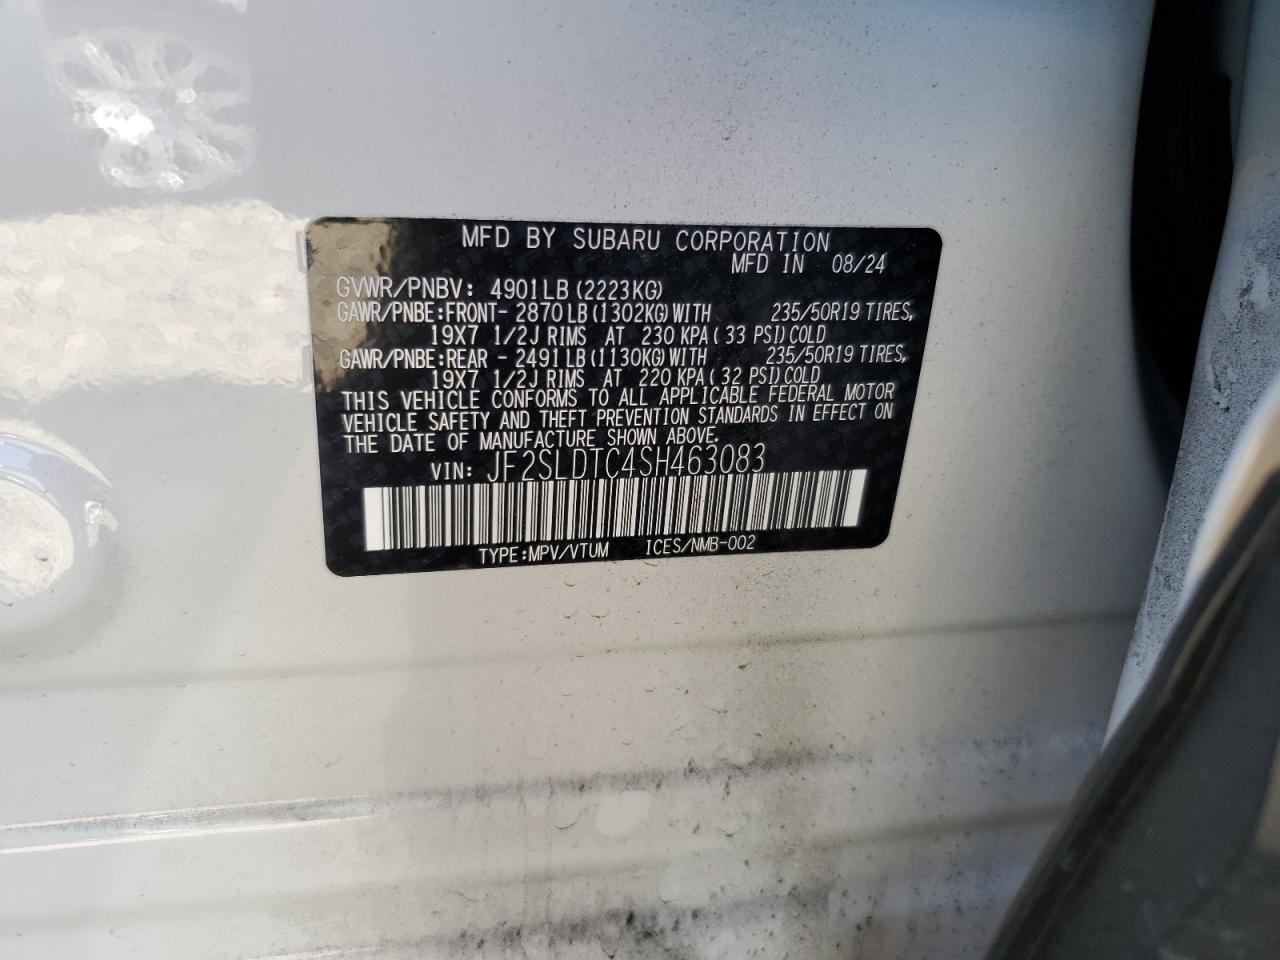 MFD BY SUBARU CORPORATION
MFD IN 08/24
GVWR/PNBV: 4901LB (2223KG)
GAWR/PNBE:FRONT- 2870LB(1302KG)WITH 235/50R19 TIRES,
19X7 1/2J RIMS AT 230 KPA( 33 PSI)COLD
GAWR/PNBE:REAR - 2491LB(1130KG)WITH 235/50R19 TIRES,
19X7 1/2J RIMS AT 220 KPA( 32 PSI)COLD
THIS VEHICLE CONFORMS TO ALL APPLICABLE FEDERAL MOTOR
VEHICLE SAFETY AND THEFT PREVENTION STANDARDS IN EFFECT ON
THE DATE OF MANUFACTURE SHOWN ABOVE.
VIN: JF2SLDTC4SH463083
TYPE:MPV/VTUM ICES/NMB-002